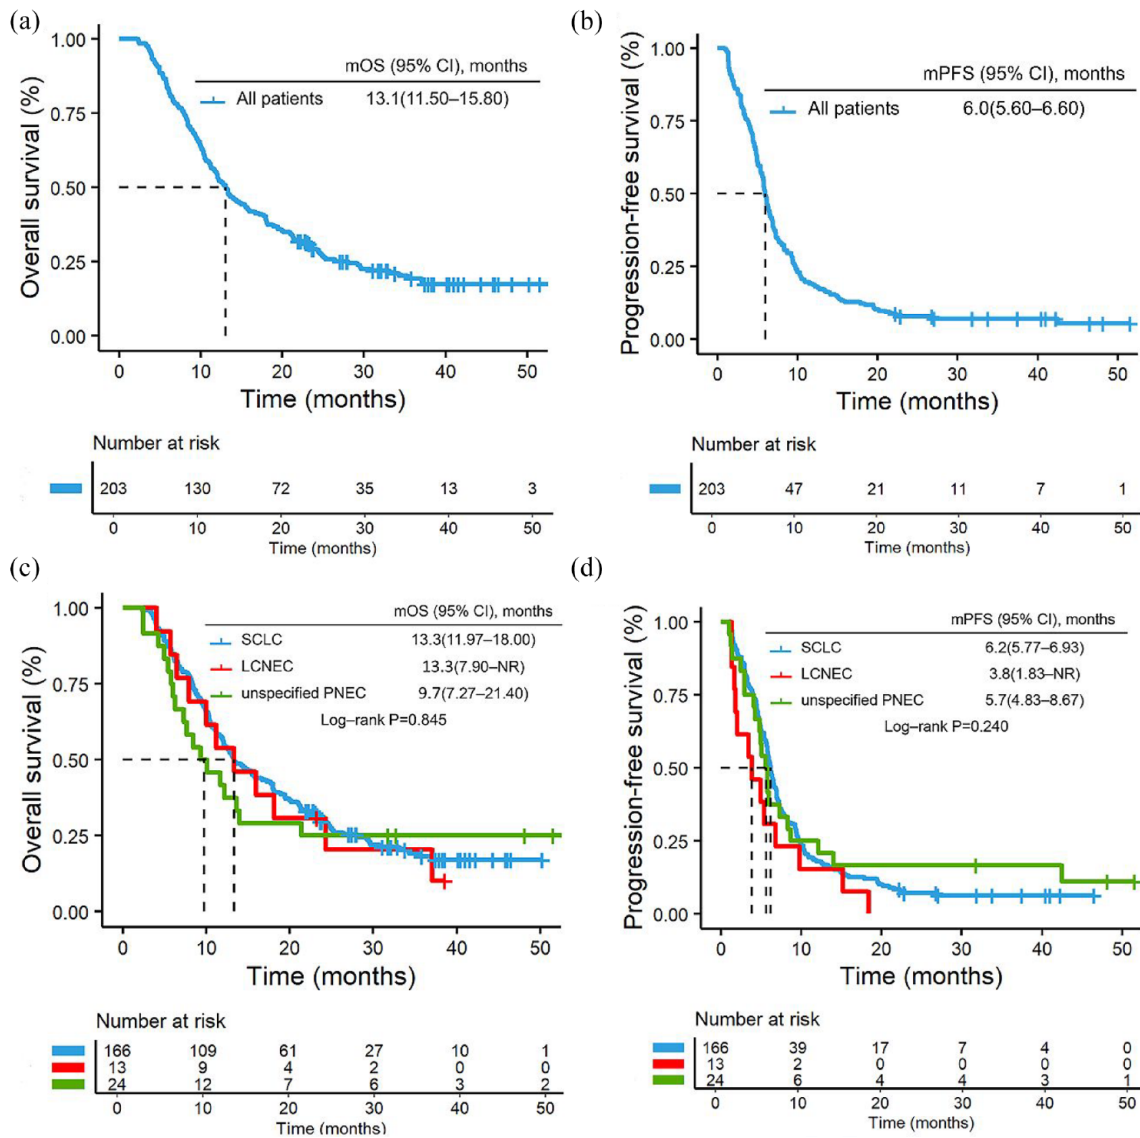 (a)
Overall survival (%)
1.00
0.75
0.50
0.25
0.00
mOS (95% CI), months
All patients 13.1(11.50–15.80)
0 10 20 30 40 50
Time (months)
Number at risk
203 130 72 35 13 3
0 10 20 30 40 50
Time (months)
(b)
Progression-free survival (%)
1.00
0.75
0.50
0.25
0.00
mPFS (95% CI), months
All patients 6.0(5.60–6.60)
0 10 20 30 40 50
Time (months)
Number at risk
203 47 21 11 7 1
0 10 20 30 40 50
Time (months)
(c)
Overall survival (%)
1.00
0.75
0.50
0.25
0.00
mOS (95% CI), months
SCLC 13.3(11.97–18.00)
LCNEC 13.3(7.90–NR)
unspecified PNEC 9.7(7.27–21.40)
Log–rank P=0.845
0 10 20 30 40 50
Time (months)
Number at risk
166 109 61 27 10 1
13 9 4 2 0 0
24 12 7 6 3 2
0 10 20 30 40 50
Time (months)
(d)
Progression-free survival (%)
1.00
0.75
0.50
0.25
0.00
mPFS (95% CI), months
SCLC 6.2(5.77–6.93)
LCNEC 3.8(1.83–NR)
unspecified PNEC 5.7(4.83–8.67)
Log–rank P=0.240
0 10 20 30 40 50
Time (months)
Number at risk
166 39 17 7 4 0
13 2 0 0 0 0
24 6 4 4 3 1
0 10 20 30 40 50
Time (months)